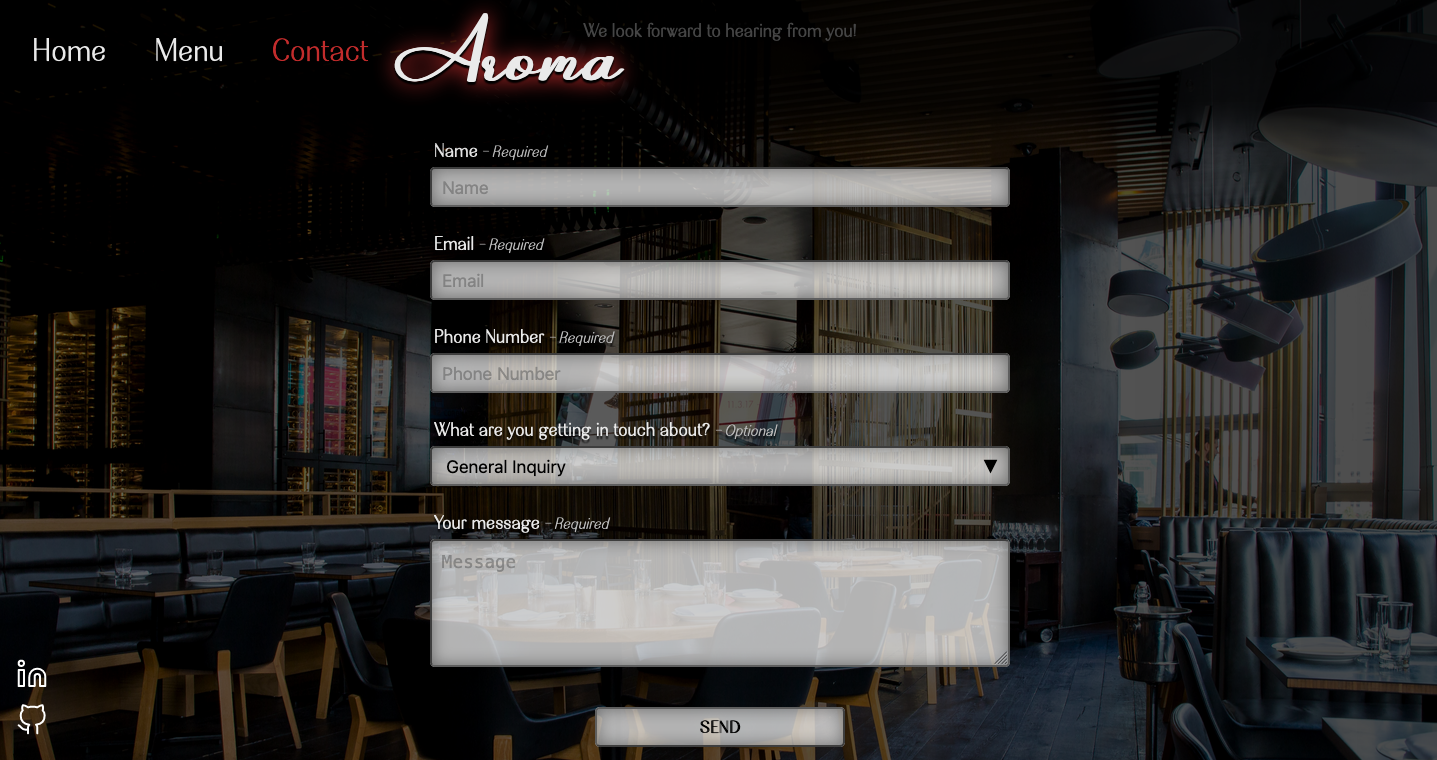 Home Menu Contact Aroma
We look forward to hearing from you!
Name - Required
Name
Email - Required
Email
Phone Number - Required
Phone Number
What are you getting in touch about? - Optional
General Inquiry ▼
Your message - Required
Message
in
SEND